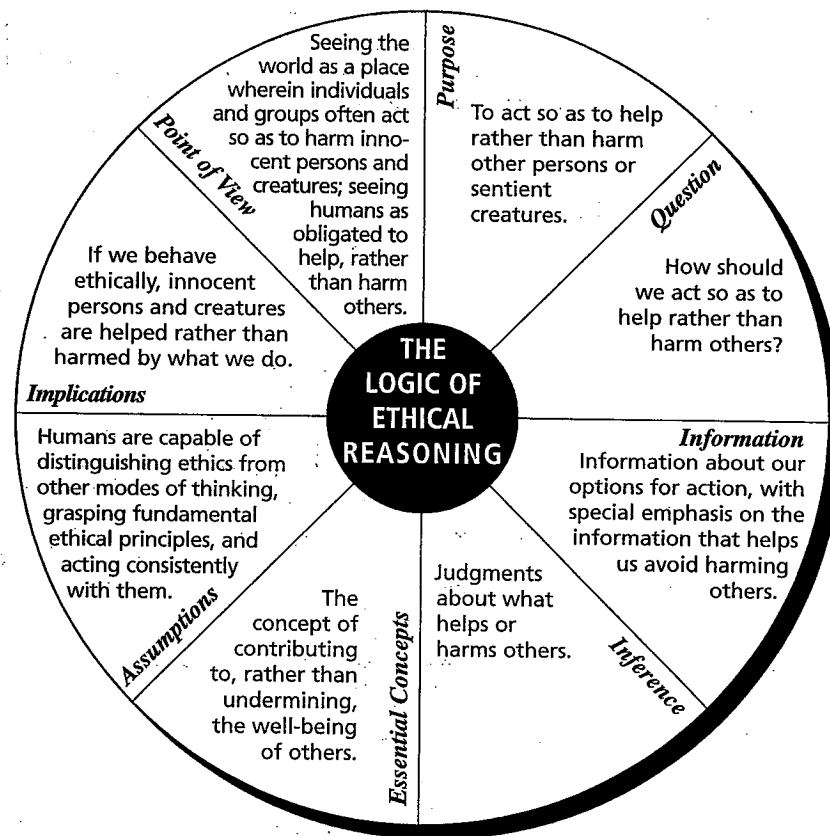 THE
LOGIC OF
ETHICAL
REASONING
Purpose
To act so as to help
rather than harm
other persons or
sentient
creatures.
Question
How should
we act so as to
help rather than
harm others?
Information
Information about our
options for action, with
special emphasis on the
information that helps
us avoid harming
others.
Inference
Judgments
about what
helps or
harms others.
Essential Concepts
The
concept of
contributing
to, rather than
undermining,
the well-being
of others.
Assumptions
Humans are capable of
distinguishing ethics from
other modes of thinking,
grasping fundamental
ethical principles, and
acting consistently
with them.
Implications
If we behave
ethically, innocent
persons and creatures
are helped rather than
harmed by what we do.
Point of View
Seeing the
world as a place
wherein individuals
and groups often act
so as to harm inno-
cent persons and
creatures; seeing
humans as
obligated to
help, rather
than harm
others.